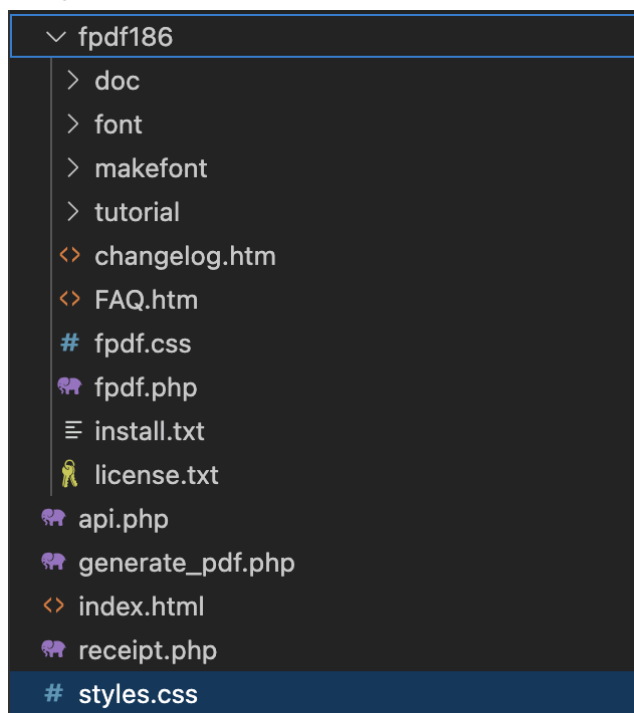 fpdf186
doc
font
makefont
tutorial
changelog.htm
FAQ.htm
fpdf.css
fpdf.php
install.txt
license.txt
api.php
generate_pdf.php
index.html
receipt.php
styles.css